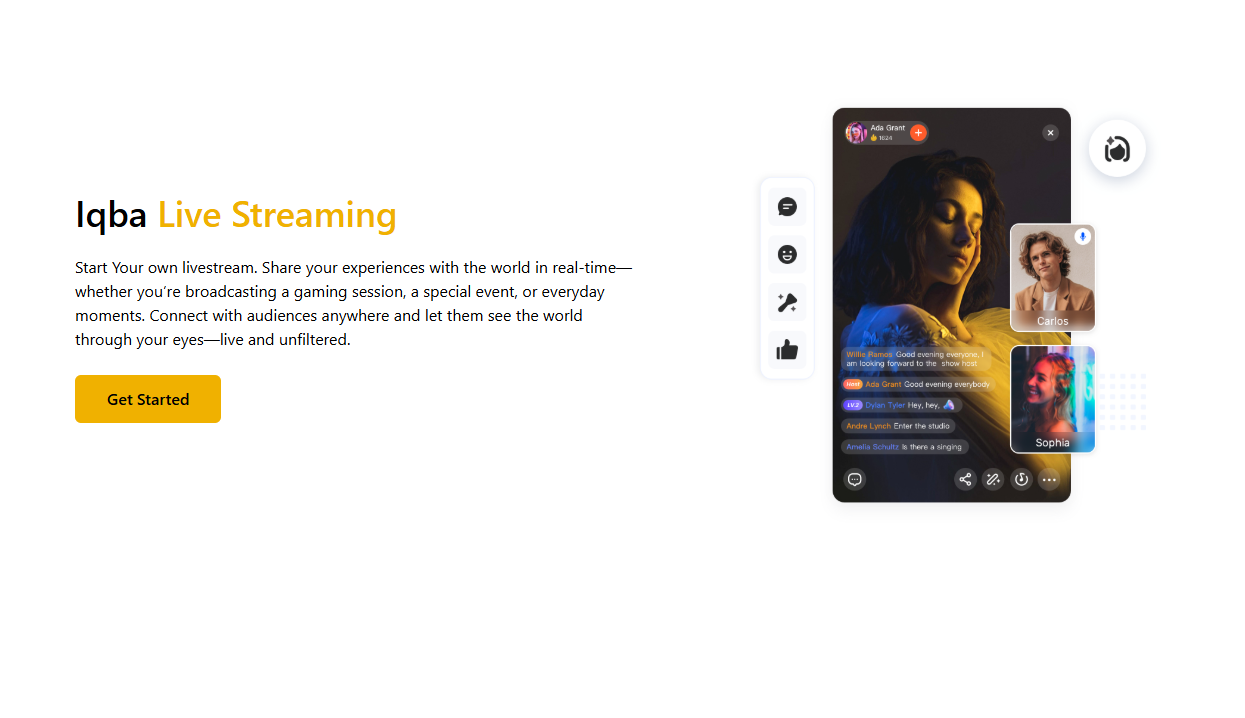 Iqba Live Streaming
Start Your own livestream. Share your experiences with the world in real-time—
whether you're broadcasting a gaming session, a special event, or everyday
moments. Connect with audiences anywhere and let them see the world
through your eyes—live and unfiltered.
Get Started
Ada Grant
1024
Carlos
Willie Ramos Good evening everyone, I
am looking forward to the show host
Host Ada Grant Good evening everybody
LV.2 Dylan Tyler Hey, hey.
Andre Lynch Enter the studio
Amelia Schultz Is there a singing
Sophia